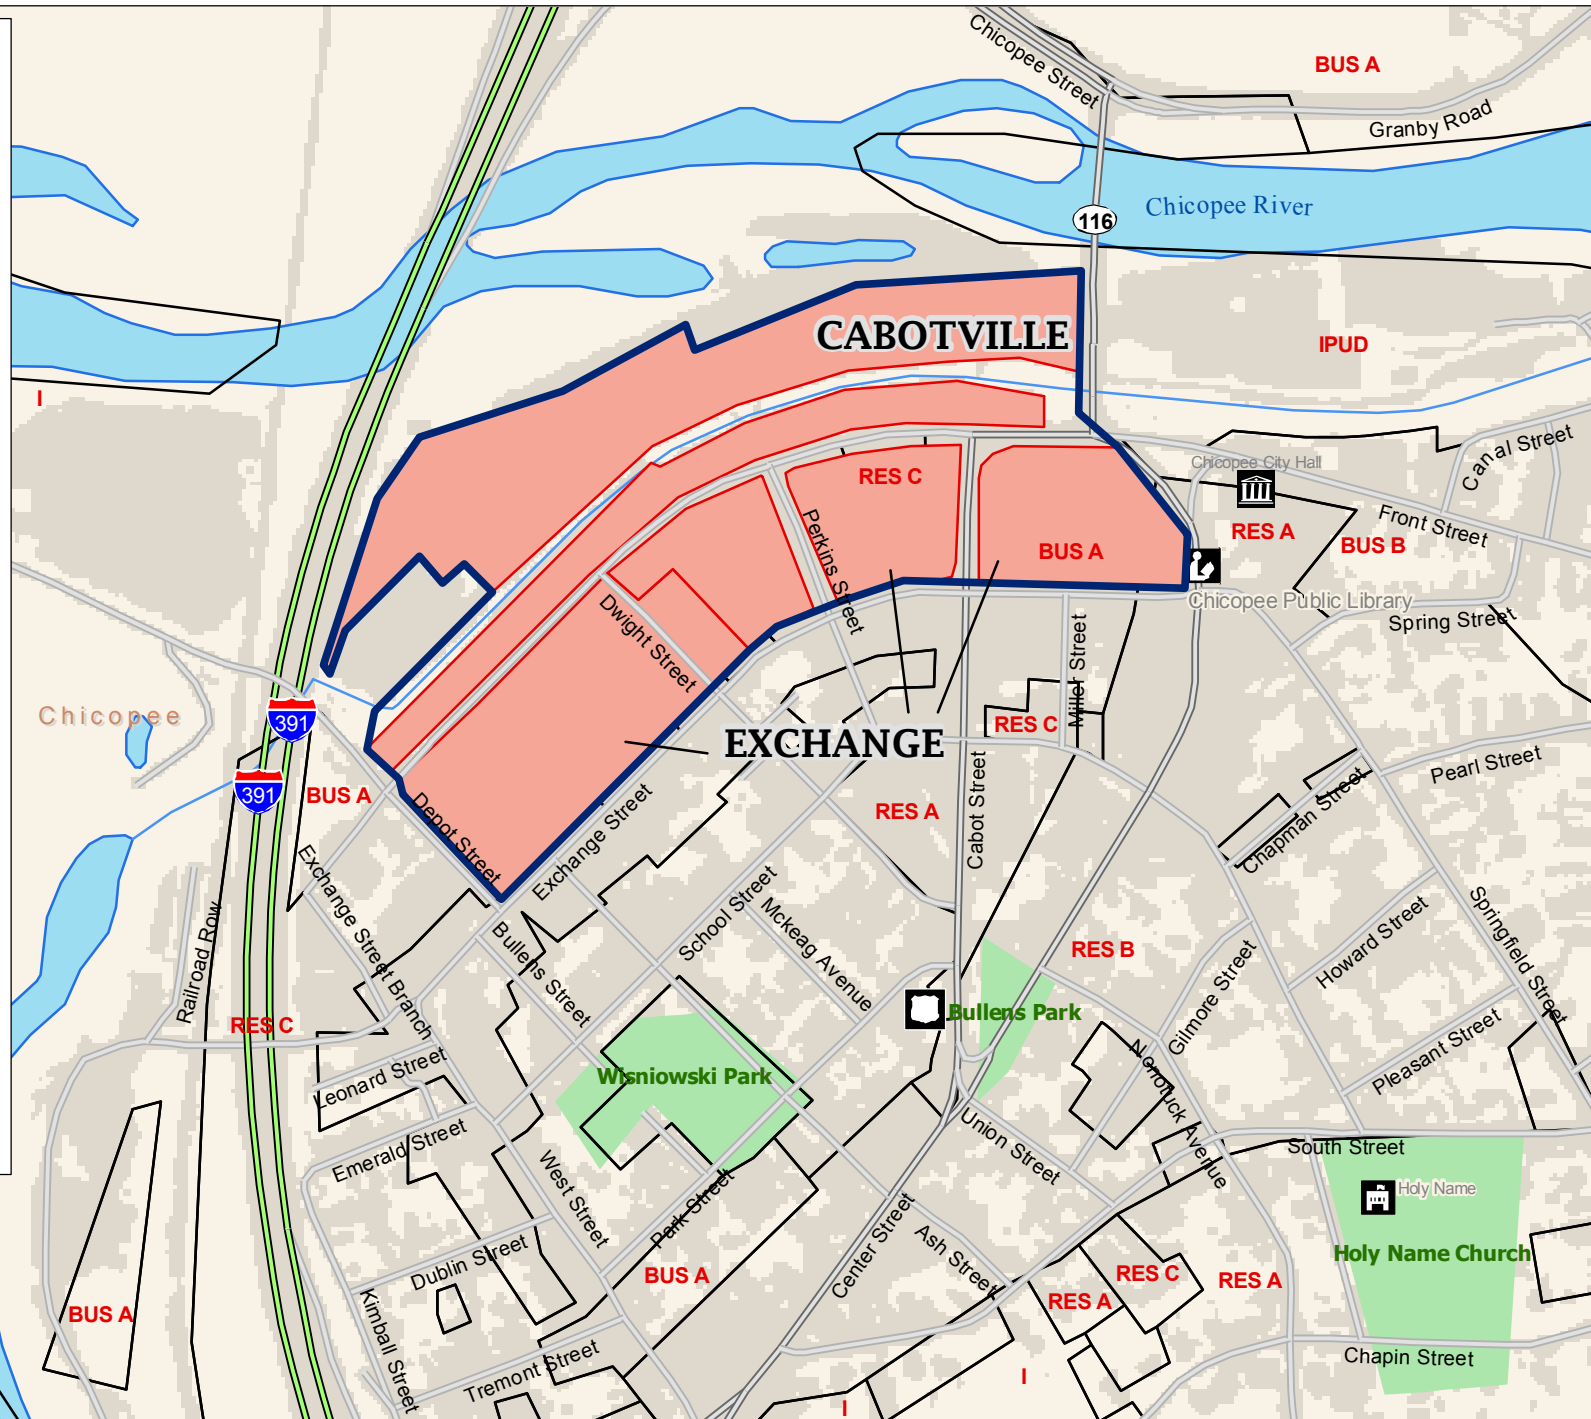 Chicopee Street
BUS A
Granby Road
116
Chicopee River
CABOTVILLE
IPUD
I
Canal Street
Chicopee City Hall
RES C
Front Street
RES A
BUS B
Perkins Street
BUS A
Chicopee Public Library
Spring Street
Dwight Street
Miller Street
Chicopee
391
RES C
EXCHANGE
Pearl Street
391
BUS A
Depot Street
Exchange Street
RES A
Cabot Street
Chapman Street
Exchange Street Branch
School Street
Mckeag Avenue
Springfield Street
Howard Street
Railroad Row
Bullens Street
RES B
Gilmore Street
RES C
Bullens Park
Pleasant Street
Leonard Street
Wisniowski Park
Nonotuck Avenue
Emerald Street
Union Street
South Street
West Street
Park Street
Holy Name
Center Street
Ash Street
Dublin Street
Holy Name Church
BUS A
RES C
RES A
BUS A
RES A
Kimball Street
Tremont Street
Chapin Street
I
I